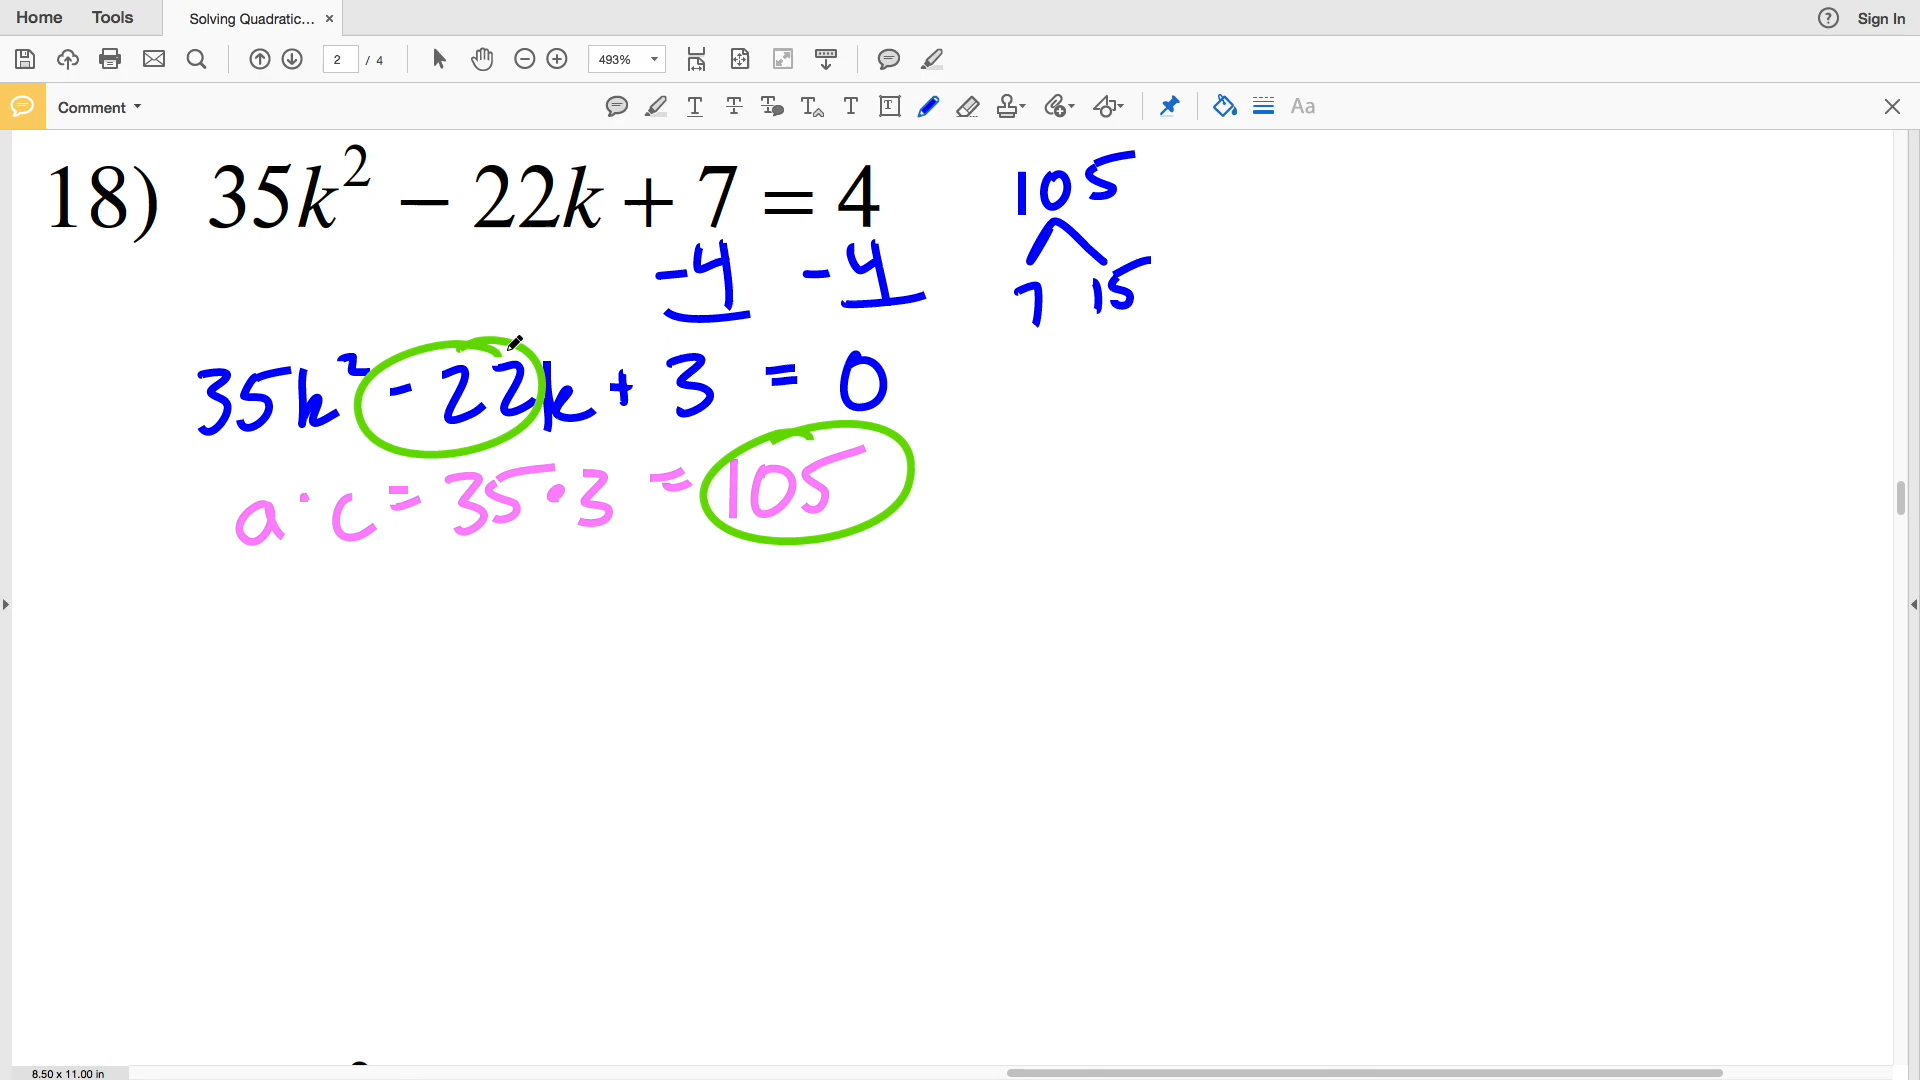 Home Tools Solving Quadratic... × ? Sign In
2 / 4 493%
Comment Aa
18) 35k² − 22k + 7 = 4
105
-4 -4
7 15
35k² - 22k + 3 = 0
a · c = 35 · 3 = 105
8.50 x 11.00 in